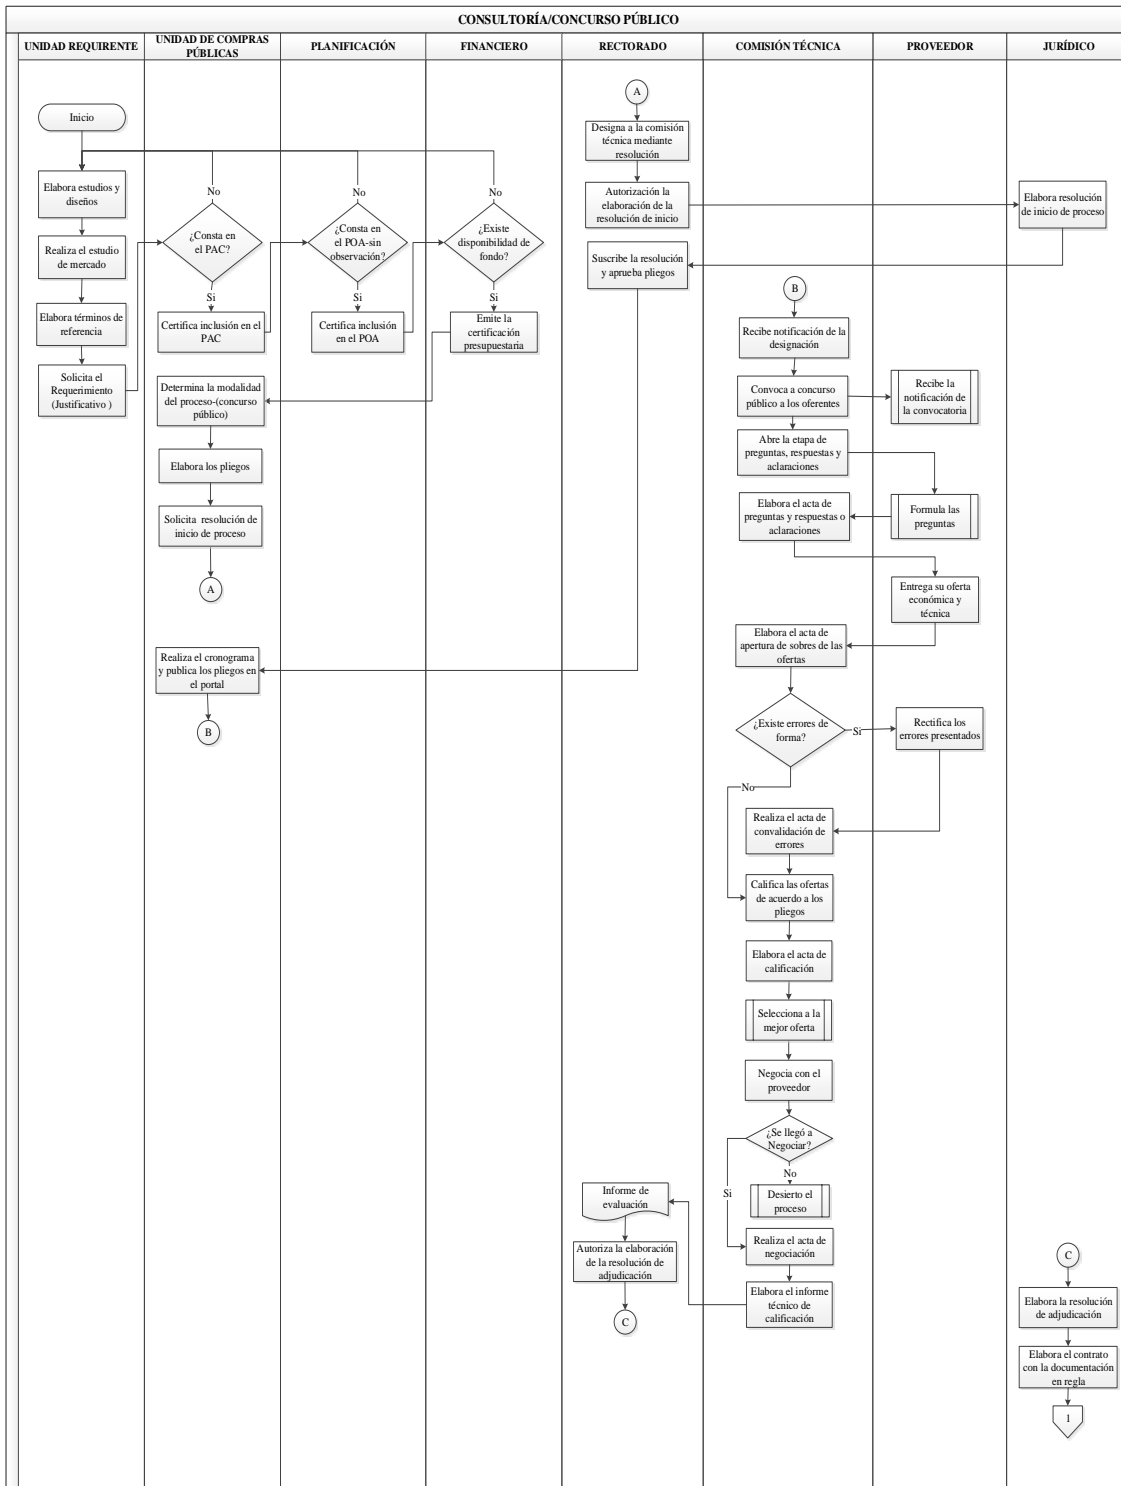 CONSULTORÍA/CONCURSO PÚBLICO
UNIDAD REQUIRENTE
UNIDAD DE COMPRAS
PÚBLICAS
PLANIFICACIÓN
FINANCIERO
RECTORADO
COMISIÓN TÉCNICA
PROVEEDOR
JURÍDICO
Inicio
Elabora estudios y
diseños
Realiza el estudio
de mercado
Elabora términos de
referencia
Solicita el
Requerimiento
(Justificativo )
No
¿Consta en
el PAC?
Si
Certifica inclusión en el
PAC
Determina la modalidad
del proceso-(concurso
público)
Elabora los pliegos
Solicita resolución de
inicio de proceso
A
Realiza el cronograma
y publica los pliegos en
el portal
B
No
¿Consta en
el POA-sin
observación?
Si
Certifica inclusión
en el POA
No
¿Existe
disponibilidad de
fondo?
Si
Emite la
certificación
presupuestaria
A
Designa a la comisión
técnica mediante
resolución
Autorización la
elaboración de la
resolución de inicio
Suscribe la resolución
y aprueba pliegos
Informe de
evaluación
Autoriza la elaboración
de la resolución de
adjudicación
C
B
Recibe notificación de la
designación
Convoca a concurso
público a los oferentes
Abre la etapa de
preguntas, respuestas y
aclaraciones
Elabora el acta de
preguntas y respuestas o
aclaraciones
Elabora el acta de
apertura de sobres de las
ofertas
¿Existe errores de
forma?
Si
No
Realiza el acta de
convalidación de
errores
Califica las ofertas
de acuerdo a los
pliegos
Elabora el acta de
calificación
Selecciona a la
mejor oferta
Negocia con el
proveedor
¿Se llegó a
Negociar?
No
Si
Desierto el
proceso
Realiza el acta de
negociación
Elabora el informe
técnico de
calificación
Recibe la
notificación de
la convocatoria
Formula las
preguntas
Entrega su oferta
económica y
técnica
Rectifica los
errores presentados
Elabora resolución
de inicio de proceso
C
Elabora la resolución
de adjudicación
Elabora el contrato
con la documentación
en regla
1